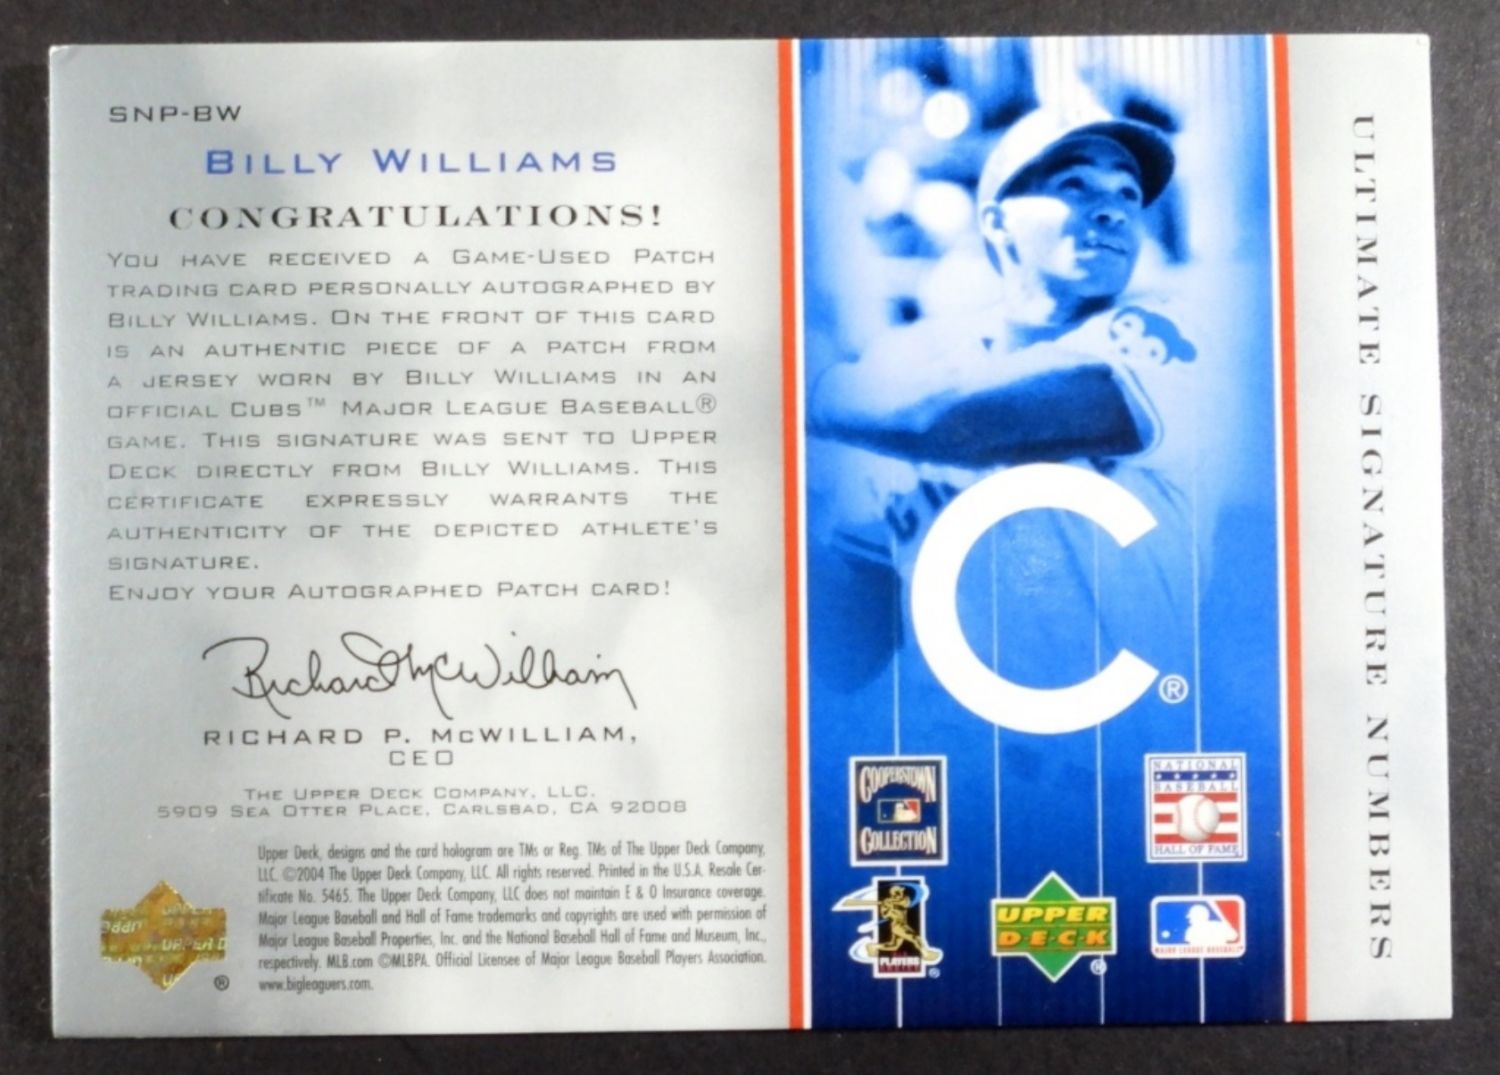 SNP-BW
BILLY WILLIAMS
CONGRATULATIONS!
YOU HAVE RECEIVED A GAME-USED PATCH
TRADING CARD PERSONALLY AUTOGRAPHED BY
BILLY WILLIAMS. ON THE FRONT OF THIS CARD
IS AN AUTHENTIC PIECE OF A PATCH FROM
A JERSEY WORN BY BILLY WILLIAMS IN AN
OFFICIAL CUBS™ MAJOR LEAGUE BASEBALL®
GAME. THIS SIGNATURE WAS SENT TO UPPER
DECK DIRECTLY FROM BILLY WILLIAMS. THIS
CERTIFICATE EXPRESSLY WARRANTS THE
AUTHENTICITY OF THE DEPICTED ATHLETE'S
SIGNATURE.
ENJOY YOUR AUTOGRAPHED PATCH CARD!
Richard McWilliam
RICHARD P. McWILLIAM,
CEO
THE UPPER DECK COMPANY, LLC.
5909 SEA OTTER PLACE, CARLSBAD, CA 92008
Upper Deck, designs and the card hologram are TMs or Reg. TMs of The Upper Deck Company,
LLC. ©2004 The Upper Deck Company, LLC. All rights reserved. Printed in the U.S.A. Resale Cer-
tificate No. 5465. The Upper Deck Company, LLC does not maintain E & O Insurance coverage.
Major League Baseball and Hall of Fame trademarks and copyrights are used with permission of
Major League Baseball Properties, Inc. and the National Baseball Hall of Fame and Museum, Inc.,
respectively. MLB.com ©MLBPA. Official Licensee of Major League Baseball Players Association.
www.bigleaguers.com.
®
C®
COOPERSTOWN
COLLECTION
NATIONAL
BASEBALL
HALL OF FAME
PLAYERS
®
UPPER
DECK
®
MAJOR LEAGUE BASEBALL
ULTIMATE SIGNATURE NUMBERS